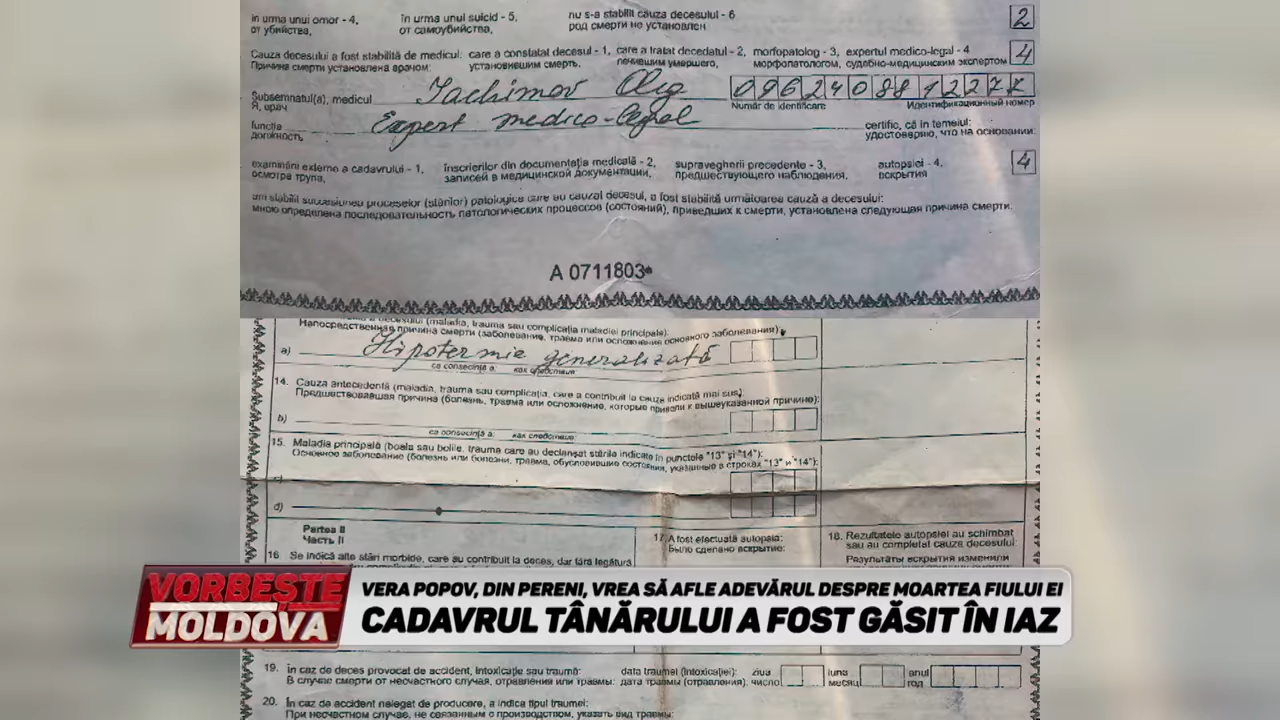 în urma unui omor - 4, în urma unui suicid - 5, nu s-a stabilit cauza decesului - 6 2
от убийства, от самоубийства, род смерти не установлен
Cauza decesului a fost stabilită de medicul: care a constatat decesul - 1, care a tratat decedatul - 2, morfopatolog - 3, expertul medico-legal - 4 4
Причина смерти установлена врачом: установившим смерть, лечившим умершего, морфопатологом, судебно-медицинским экспертом
Subsemnatul(a), medicul Iachimov Oleg
Я, врач Număr de identificare Идентификационный номер
funcția Expert medico-legal certific, că în temeiul:
должность удостоверяю, что на основании:
examinării externe a cadavrului - 1, înscrierilor din documentația medicală - 2, supravegherii precedente - 3, autopsiei - 4, 4
осмотра трупа, записей в медицинской документации, предшествующего наблюдения, вскрытия
am stabilit succesiunea proceselor (stărilor) patologice care au cauzat decesul, a fost stabilită următoarea cauză a decesului:
мною определена последовательность патологических процессов (состояний), приведших к смерти, установлена следующая причина смерти.
A 0711803*
a decesului (maladia, trauma sau complicația maladiei principale):
Непосредственная причина смерти (заболевание, травма или осложнение основного заболевания)
a) Hipotermie generalizată
ca consecință a: как следствие:
14. Cauza antecedentă (maladia, trauma sau complicația, care a contribuit la cauza indicată mai sus)
Предшествовавшая причина (болезнь, травма или осложнение, которые привели к вышеуказанной причине):
b)
ca consecință a: как следствие:
15. Maladia principală (boala sau bolile, trauma care au declanșat stările indicate în punctele "13" și "14"):
Основное заболевание (болезнь или болезни, травма, обусловившие состояния, указанные в строках "13" и "14"):
d)
Partea II
Часть II
16. Se indică alte stări morbide, care au contribuit la deces, dar fără legătură
17. A fost efectuată autopsia:
Было сделано вскрытие:
18. Rezultatele autopsiei au schimbat
sau au completat cauza decesului:
Результаты вскрытия изменили
VORBEȘTE
MOLDOVA
VERA POPOV, DIN PERENI, VREA SĂ AFLE ADEVĂRUL DESPRE MOARTEA FIULUI EI
CADAVRUL TÂNĂRULUI A FOST GĂSIT ÎN IAZ
19. în caz de deces provocat de accident, intoxicație sau traumă: data traumei (intoxicației): ziua luna anul
В случае смерти от несчастного случая, отравления или травмы: дата травмы (отравления): число месяц год
20. În caz de accident nelegat de producere, a indica tipul traumei:
При несчастном случае, не связанном с производством, указать вид травмы: